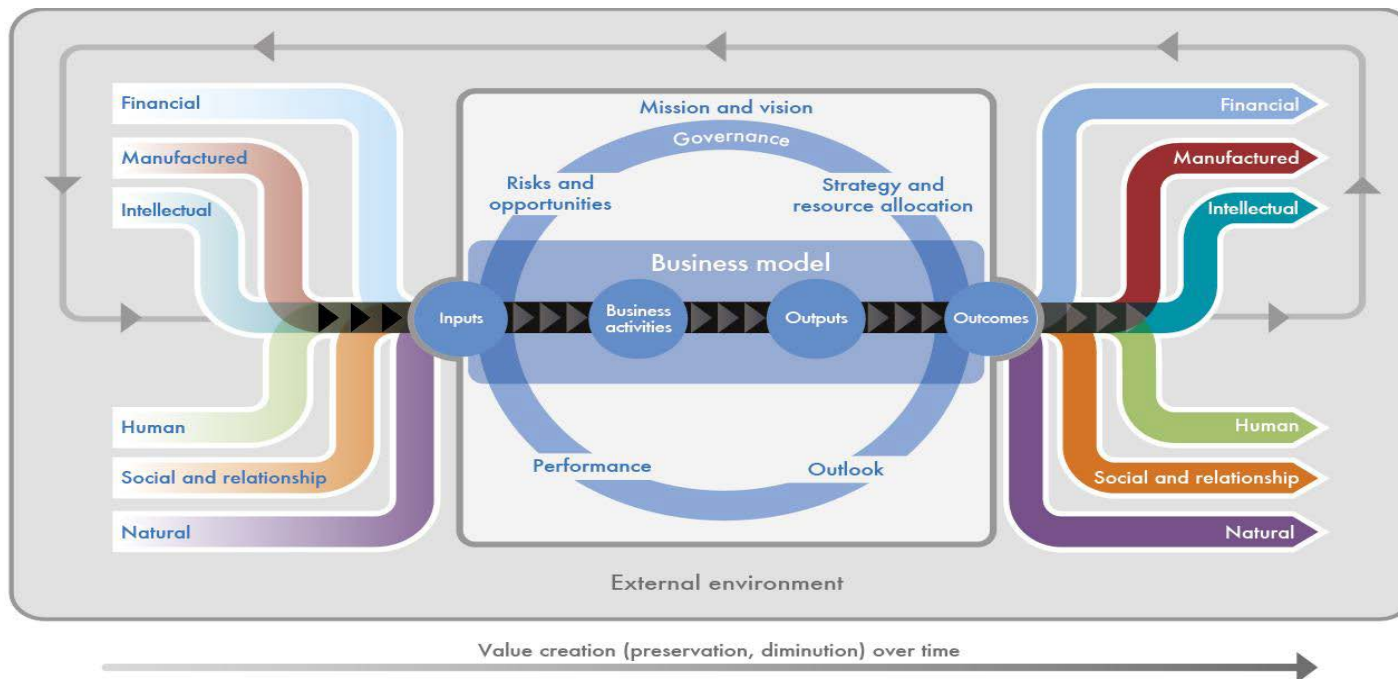 Financial
Manufactured
Intellectual
Human
Social and relationship
Natural
Mission and vision
Governance
Risks and
opportunities
Strategy and
resource allocation
Business model
Inputs
Business
activities
Outputs
Outcomes
Performance
Outlook
Financial
Manufactured
Intellectual
Human
Social and relationship
Natural
External environment
Value creation (preservation, diminution) over time